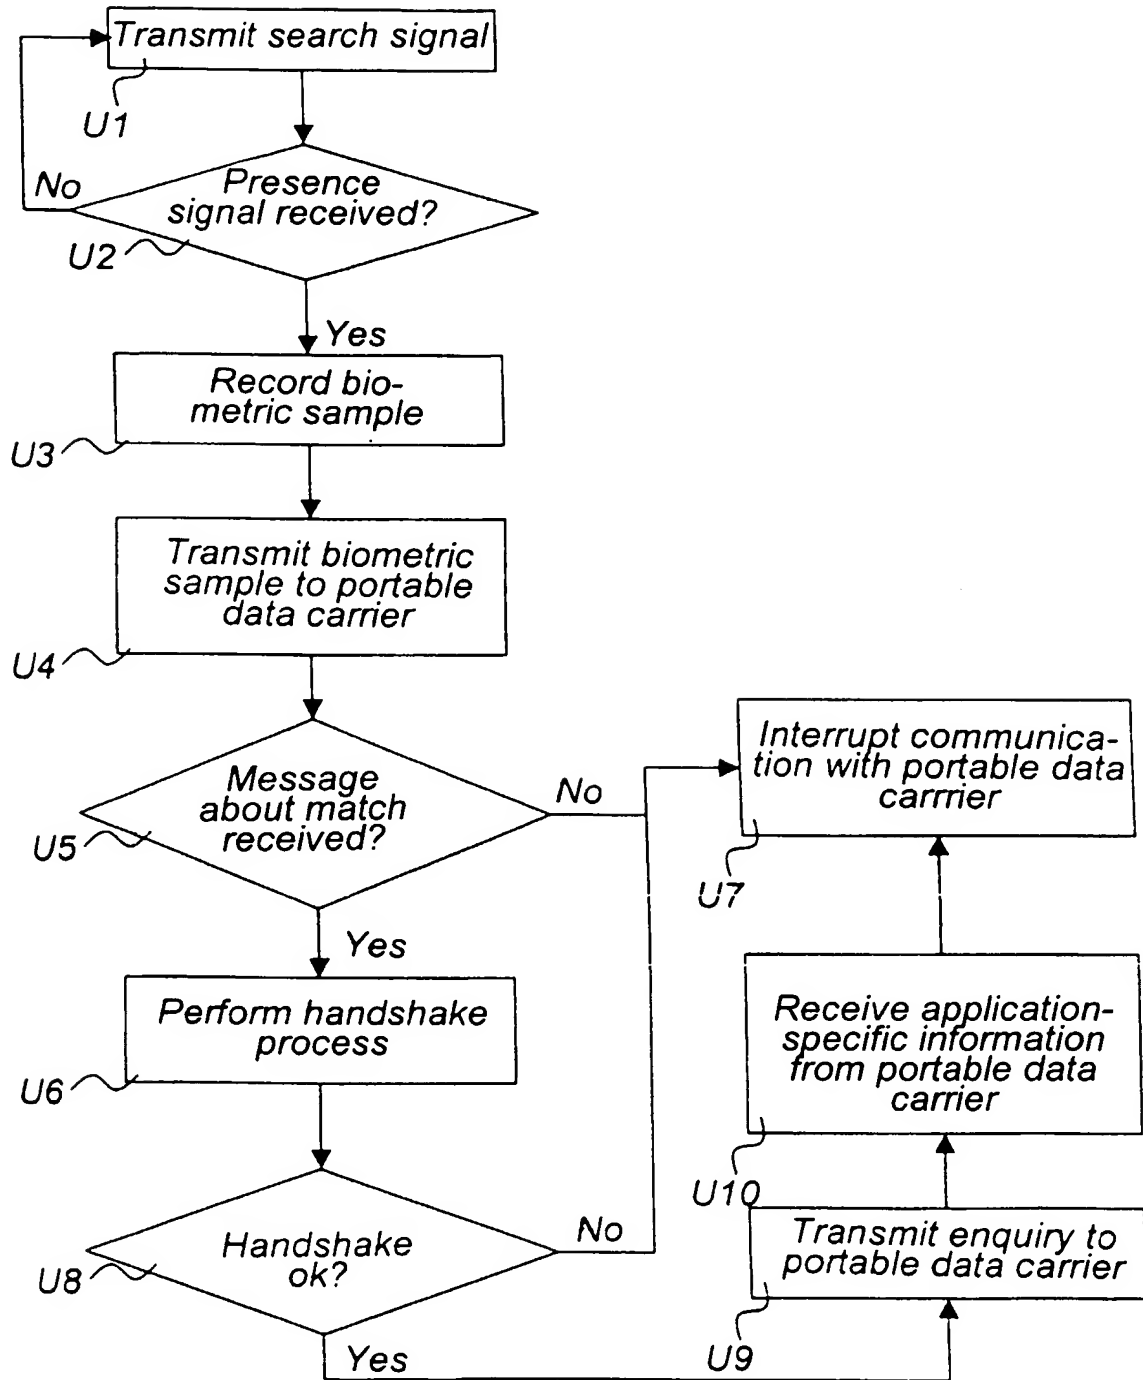 Transmit search signal
U1
No
Presence
signal received?
U2
Yes
Record bio-
metric sample
U3
Transmit biometric
sample to portable
data carrier
U4
Message
about match
received?
No
U5
Yes
Interrupt communica-
tion with portable data
carrrier
U7
Perform handshake
process
U6
Receive application-
specific information
from portable data
carrier
U10
Handshake
ok?
No
U8
Yes
Transmit enquiry to
portable data carrier
U9